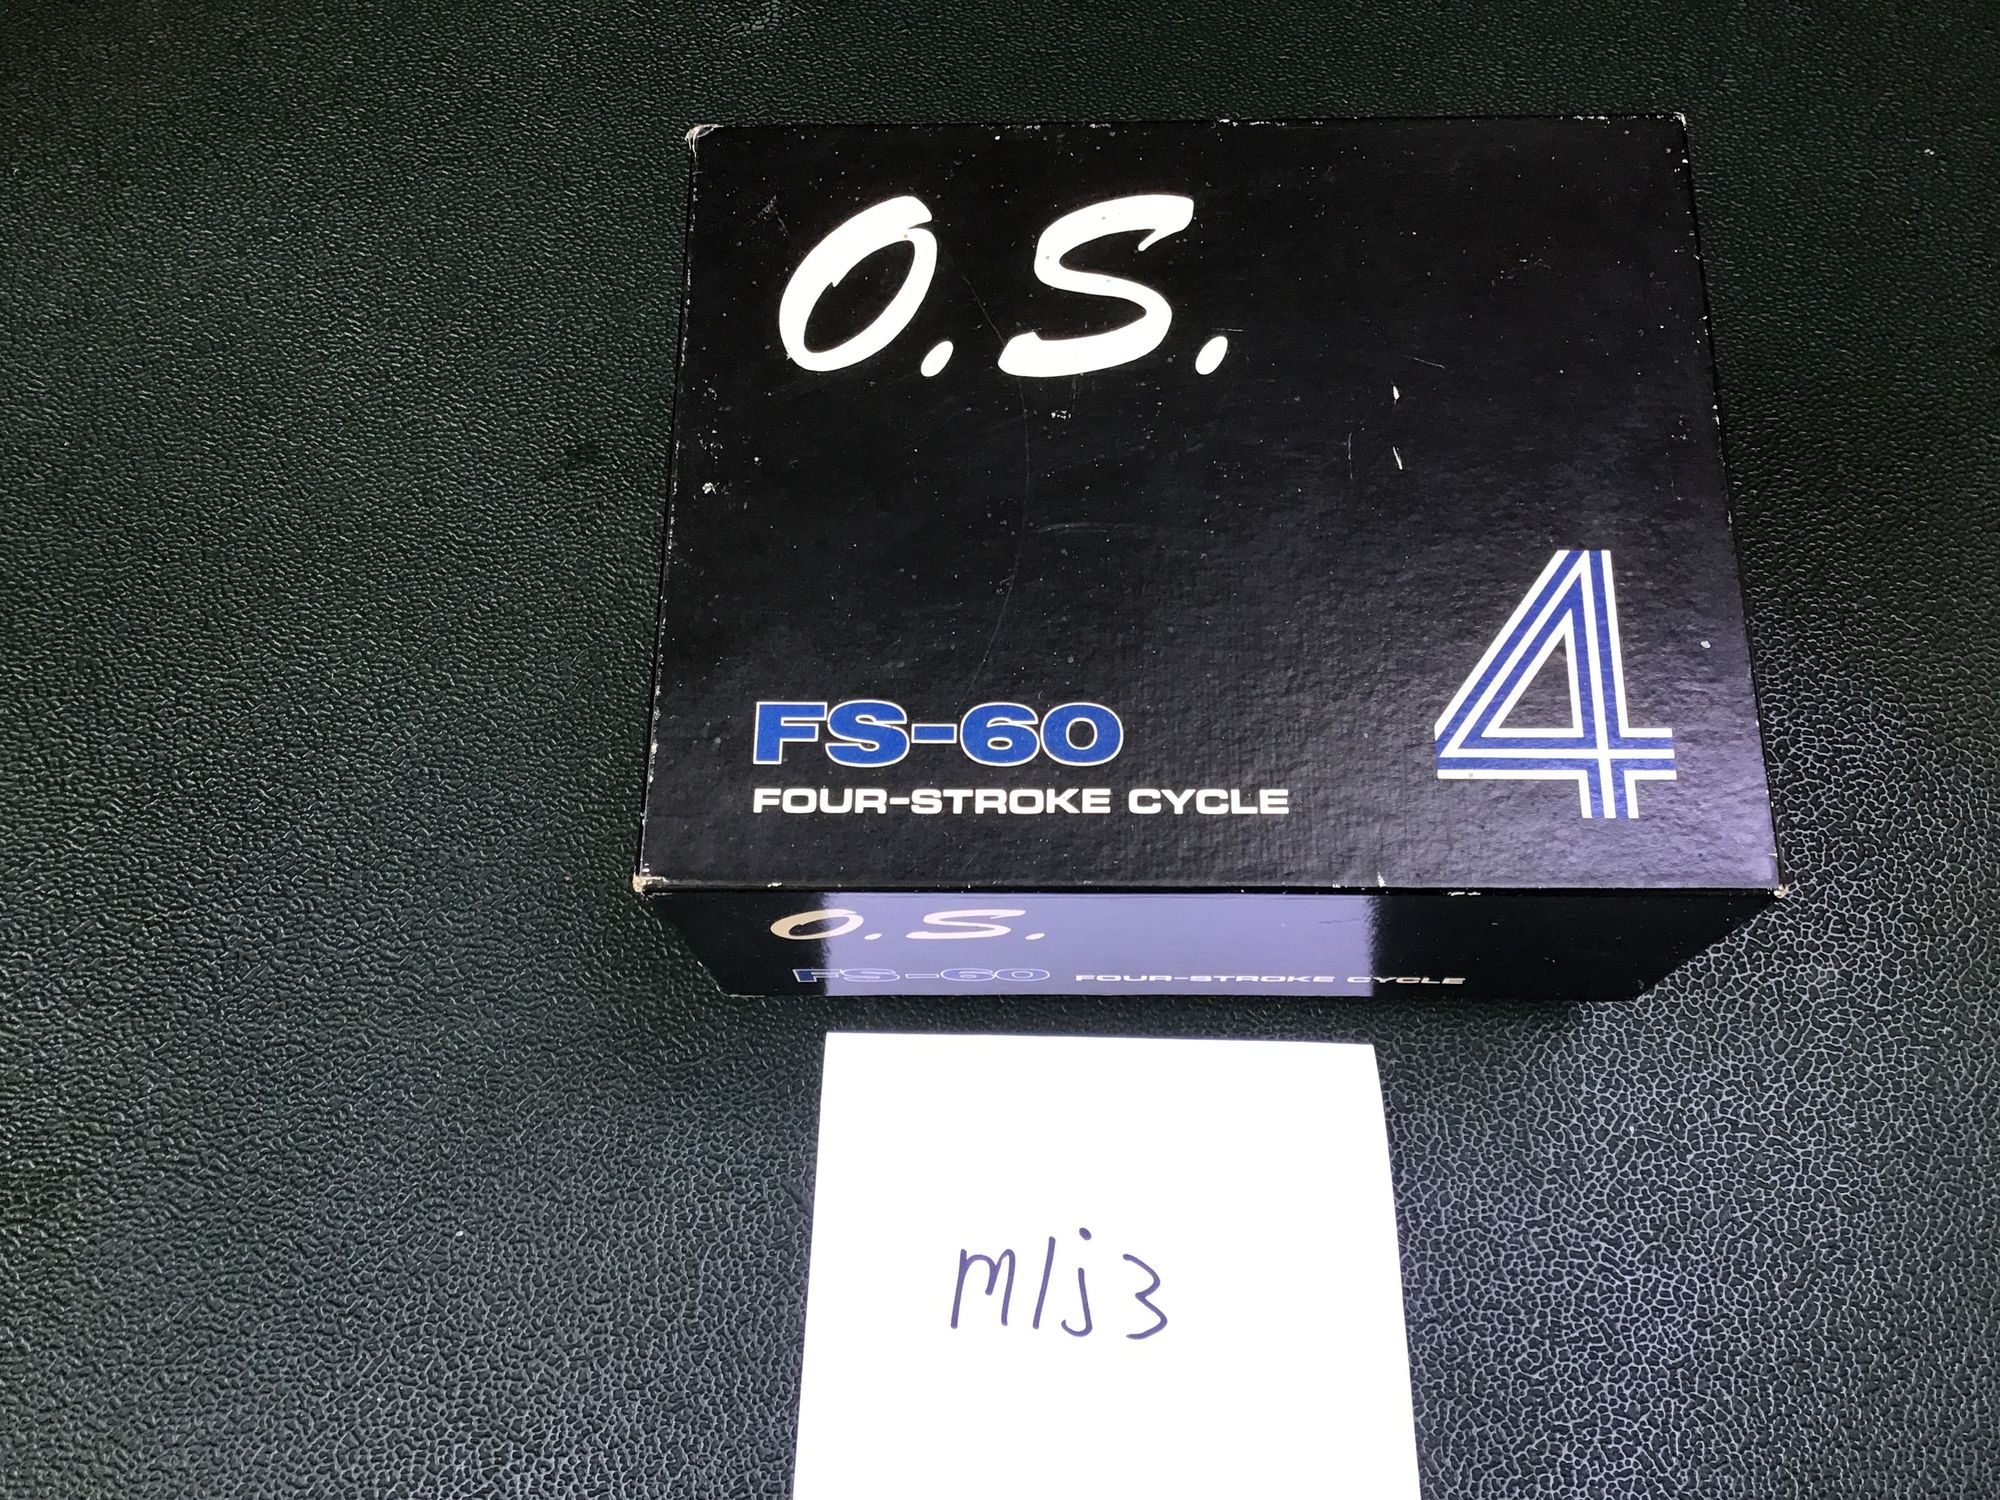 O.S.
FS-60
FOUR-STROKE CYCLE
4
O.S.
FS-60 FOUR-STROKE CYCLE
mlj3